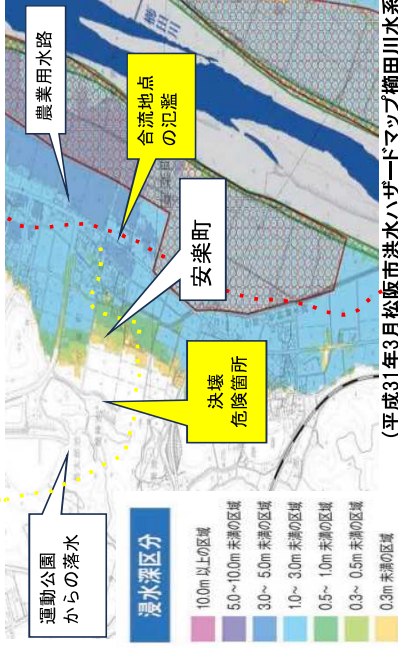 櫛田川
農業用水路
合流地点
の氾濫
安楽町
決壊
危険箇所
運動公園
からの落水
浸水深区分
10.0m 以上の区域
5.0~10.0m 未満の区域
3.0~ 5.0m 未満の区域
1.0~ 3.0m 未満の区域
0.5~ 1.0m 未満の区域
0.3~ 0.5m 未満の区域
0.3m 未満の区域
(平成31年3月松阪市洪水ハザードマップ櫛田川水系